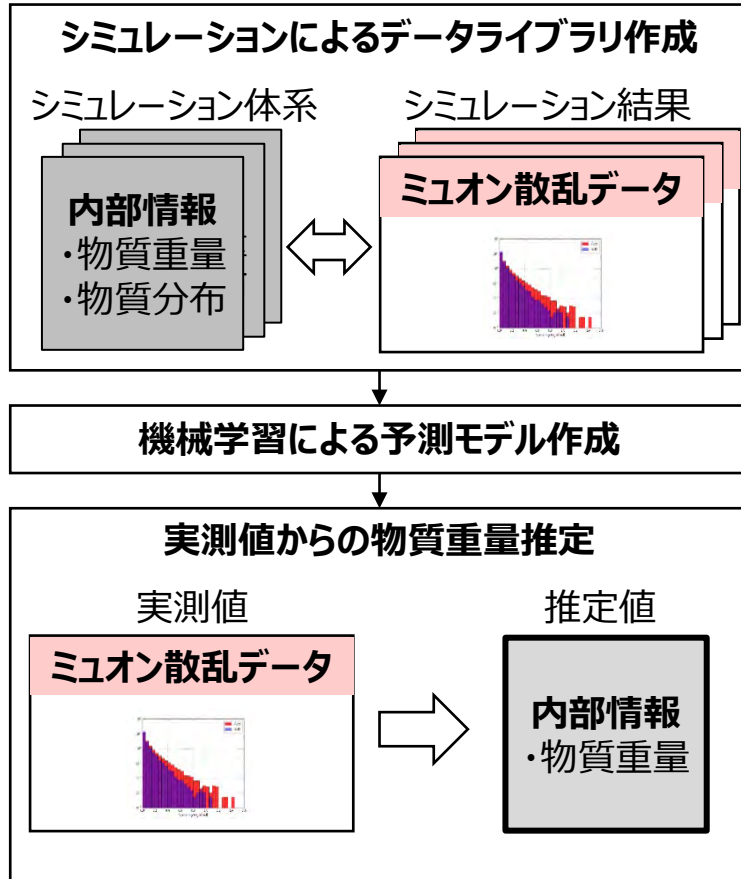 シミュレーションによるデータライブラリ作成
シミュレーション体系
シミュレーション結果
内部情報
・物質重量
・物質分布
ミュオン散乱データ
機械学習による予測モデル作成
実測値からの物質重量推定
実測値
推定値
ミュオン散乱データ
内部情報
・物質重量